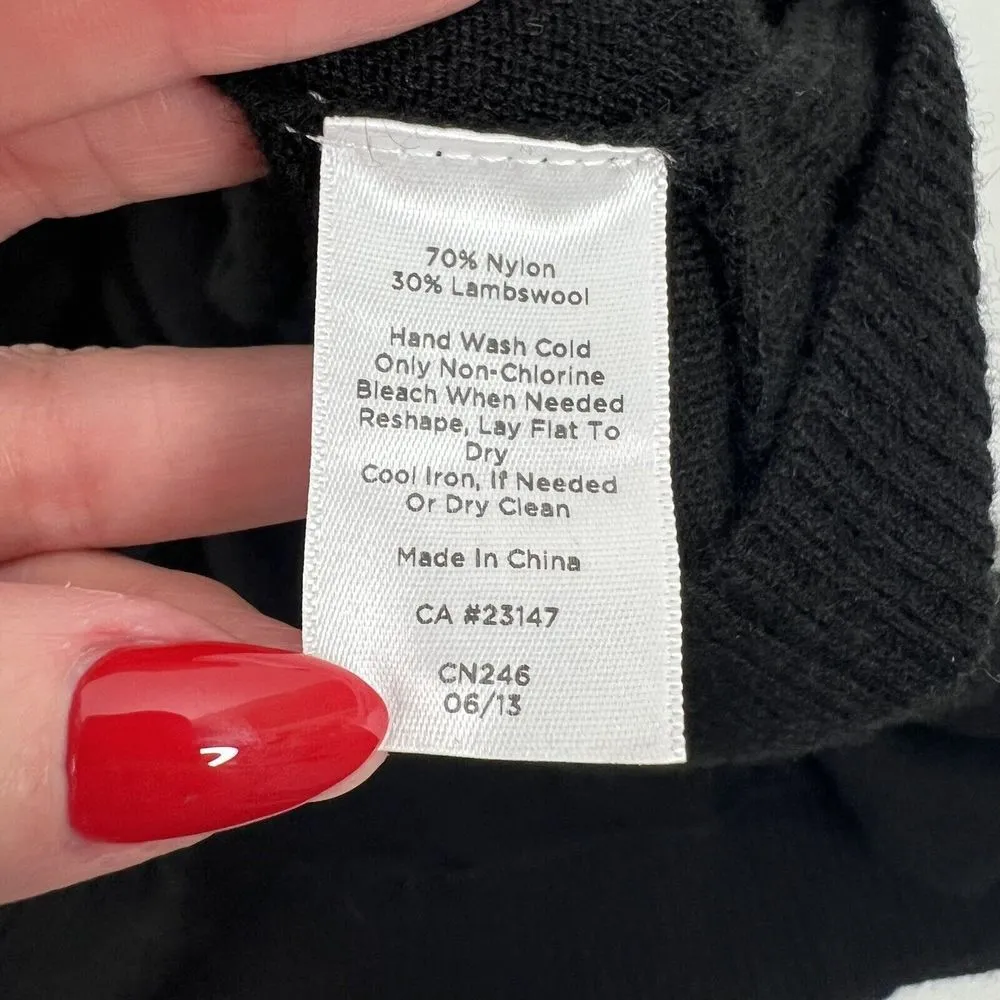 70% Nylon
30% Lambswool
Hand Wash Cold
Only Non-Chlorine
Bleach When Needed
Reshape, Lay Flat To
Dry
Cool Iron, If Needed
Or Dry Clean
Made In China
CA #23147
CN246
06/13